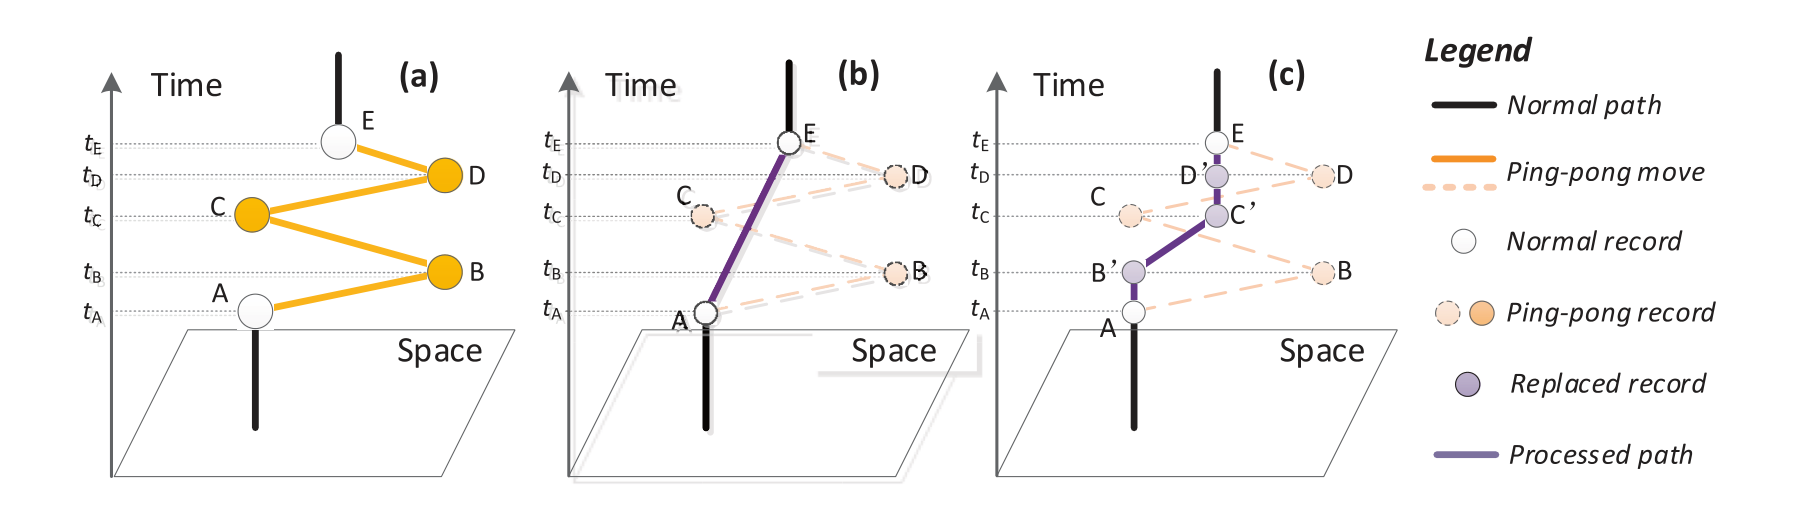 Time
(a)
E
tE
D
tD
C
tC
B
tB
A
tA
Space
Time
(b)
E
tE
D
tD
C
tC
B
tB
A
tA
Space
Time
(c)
E
tE
D’
D
tD
C
C’
tC
B’
B
tB
A
tA
Space
Legend
Normal path
Ping-pong move
Normal record
Ping-pong record
Replaced record
Processed path